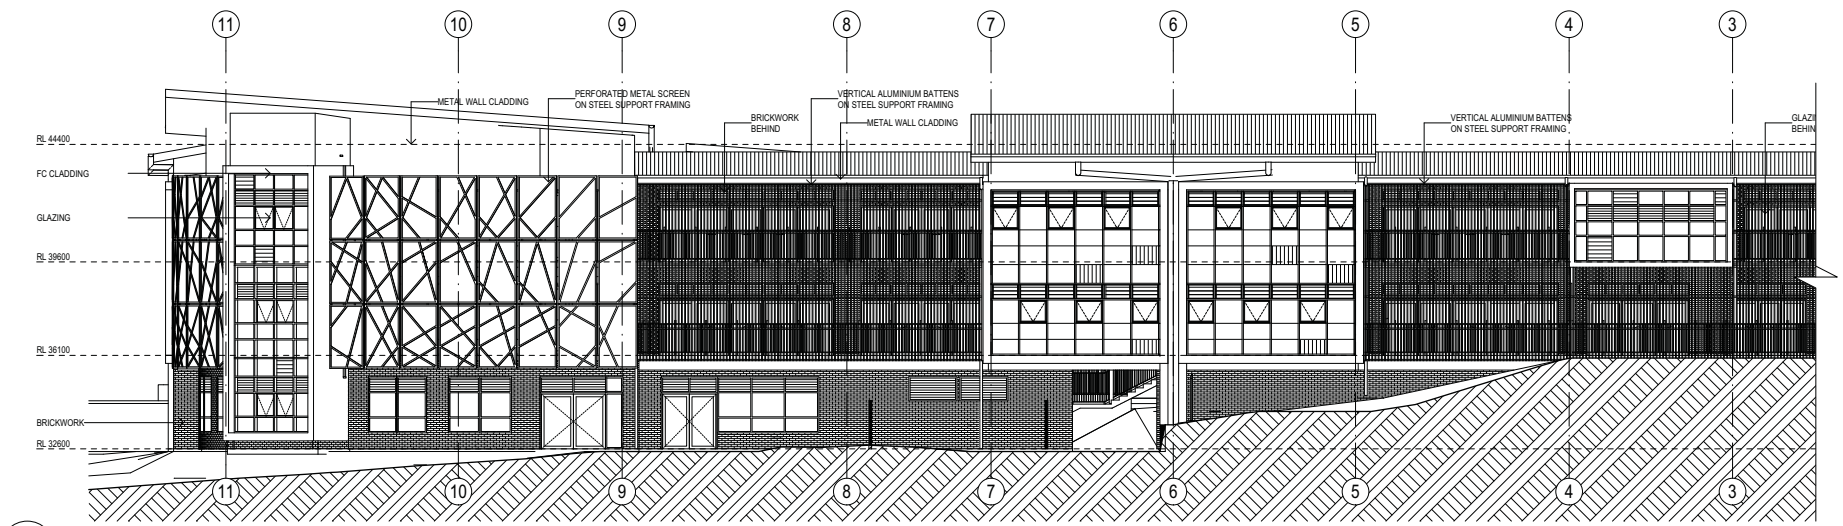 11 10 9 8 7 6 5 4 3
METAL WALL CLADDING
PERFORATED METAL SCREEN
ON STEEL SUPPORT FRAMING
BRICKWORK
BEHIND
VERTICAL ALUMINIUM BATTENS
ON STEEL SUPPORT FRAMING
METAL WALL CLADDING
VERTICAL ALUMINIUM BATTENS
ON STEEL SUPPORT FRAMING
GLAZI
BEHIN
RL 44400
FC CLADDING
GLAZING
RL 39600
RL 36100
BRICKWORK
RL 32600
11 10 9 8 7 6 5 4 3